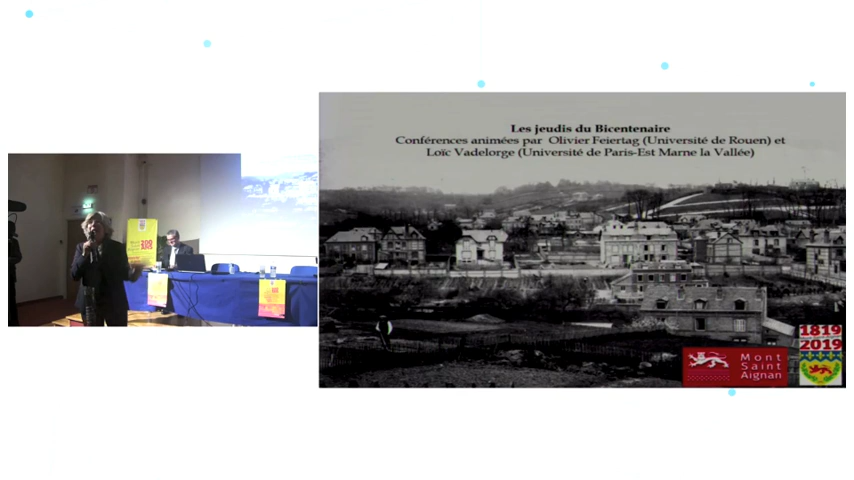 Les jeudis du Bicentenaire
Conférences animées par Olivier Feiertag (Université de Rouen) et
Loïc Vadelorge (Université de Paris-Est Marne la Vallée)
1819
2019
Mont
Saint
Aignan